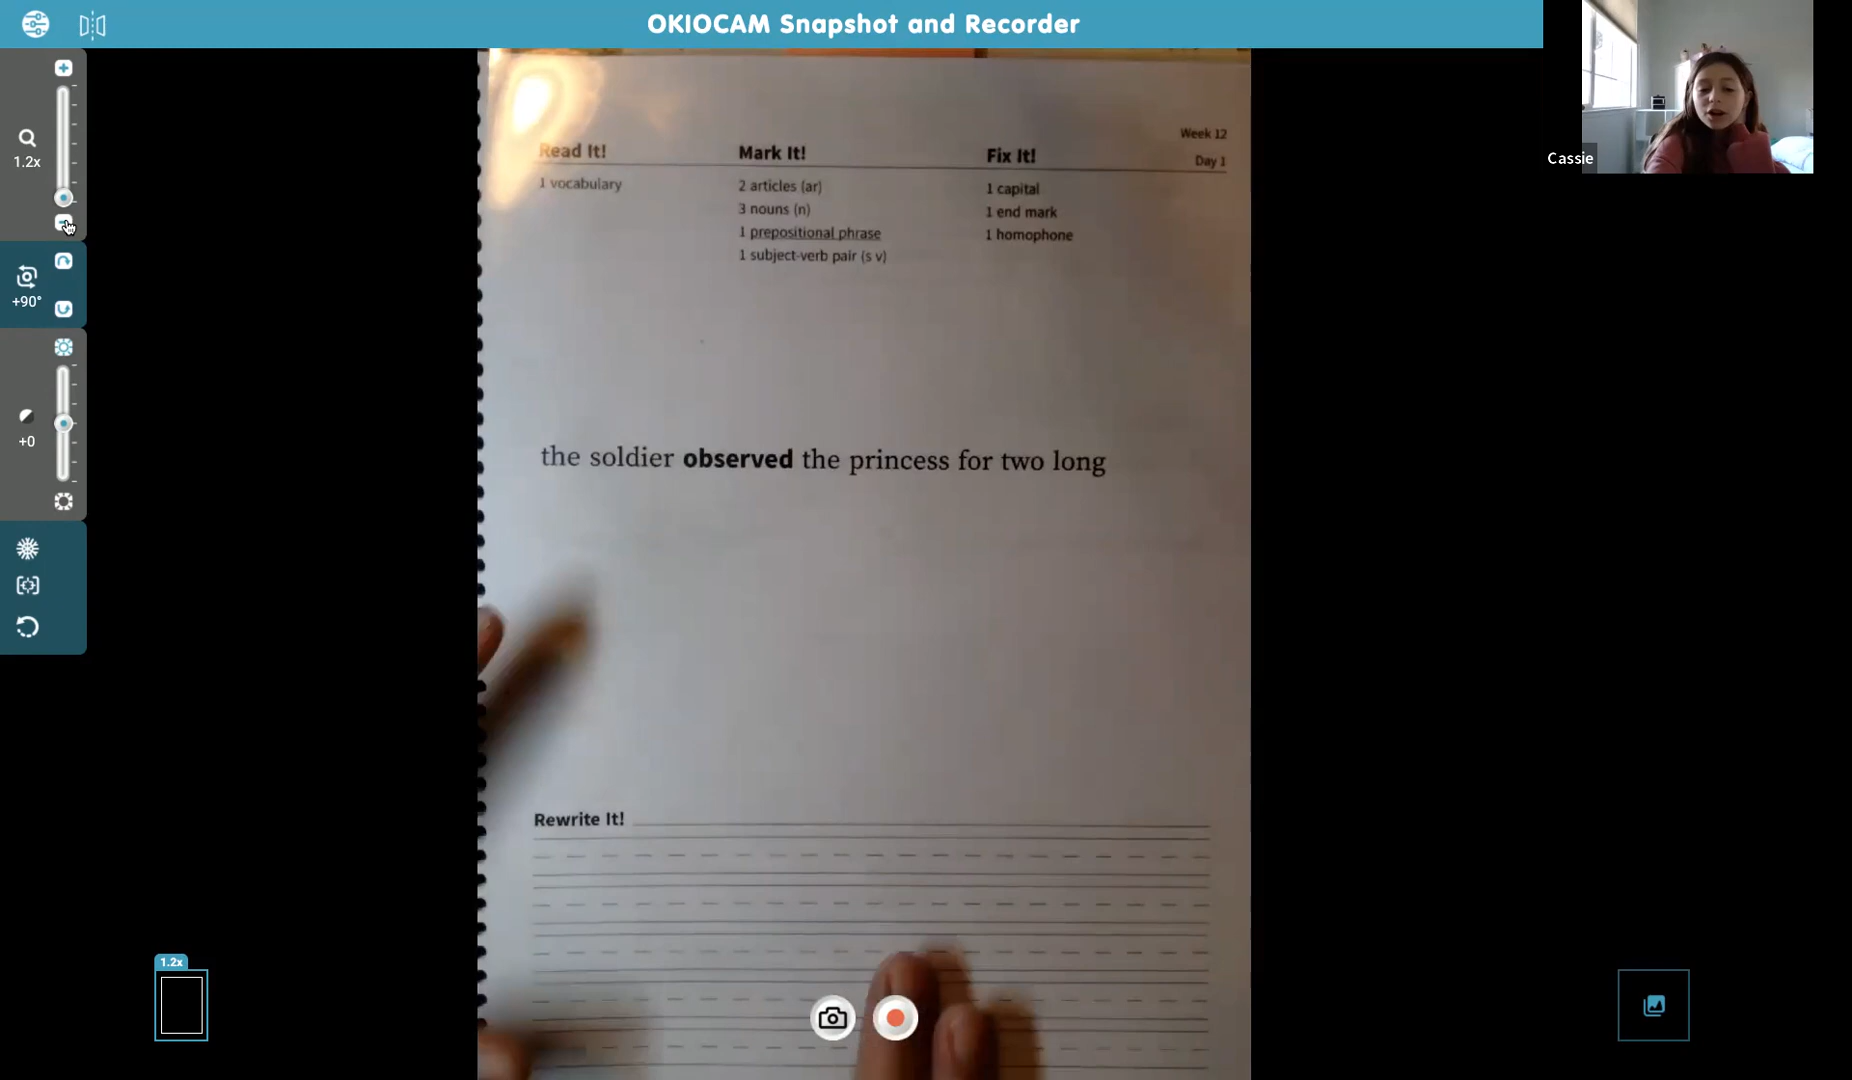 OKIOCAM Snapshot and Recorder
Cassie
1.2x
+90°
+0
Week 12
Read It! Mark It! Fix It! Day 1
1 vocabulary 2 articles (ar) 1 capital
3 nouns (n) 1 end mark
1 prepositional phrase 1 homophone
1 subject-verb pair (s v)
the soldier observed the princess for two long
Rewrite It!
1.2x